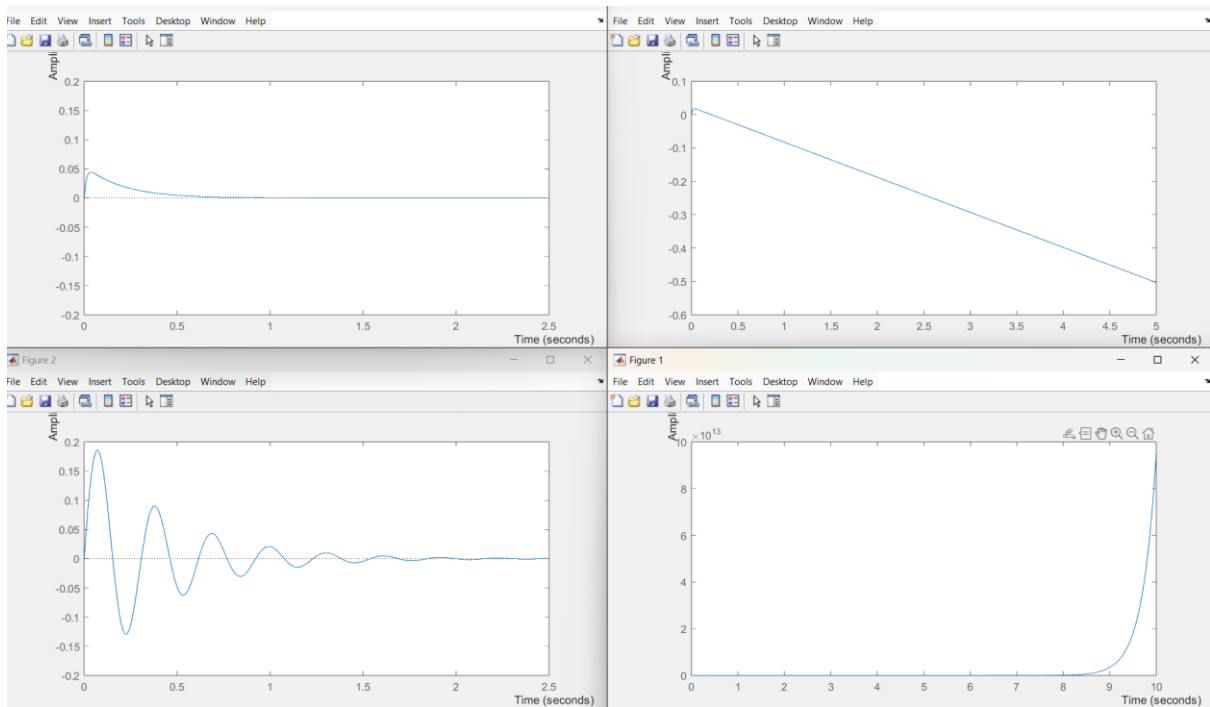 File Edit View Insert Tools Desktop Window Help
Ampli
0.2
0.15
0.1
0.05
0
-0.05
-0.1
-0.15
-0.2
0 0.5 1 1.5 2 2.5
Time (seconds)
File Edit View Insert Tools Desktop Window Help
Ampli
0.1
0
-0.1
-0.2
-0.3
-0.4
-0.5
-0.6
0 0.5 1 1.5 2 2.5 3 3.5 4 4.5 5
Time (seconds)
Figure 2
File Edit View Insert Tools Desktop Window Help
Ampli
0.2
0.15
0.1
0.05
0
-0.05
-0.1
-0.15
-0.2
0 0.5 1 1.5 2 2.5
Time (seconds)
Figure 1
File Edit View Insert Tools Desktop Window Help
Ampli
×10¹³
10
8
6
4
2
0
0 1 2 3 4 5 6 7 8 9 10
Time (seconds)